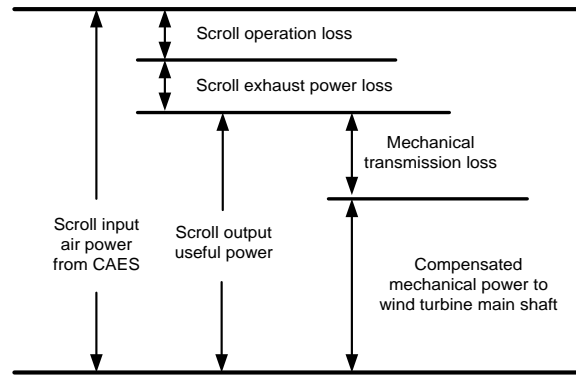 Scroll operation loss
Scroll exhaust power loss
Mechanical
transmission loss
Scroll input
air power
from CAES
Scroll output
useful power
Compensated
mechanical power to
wind turbine main shaft